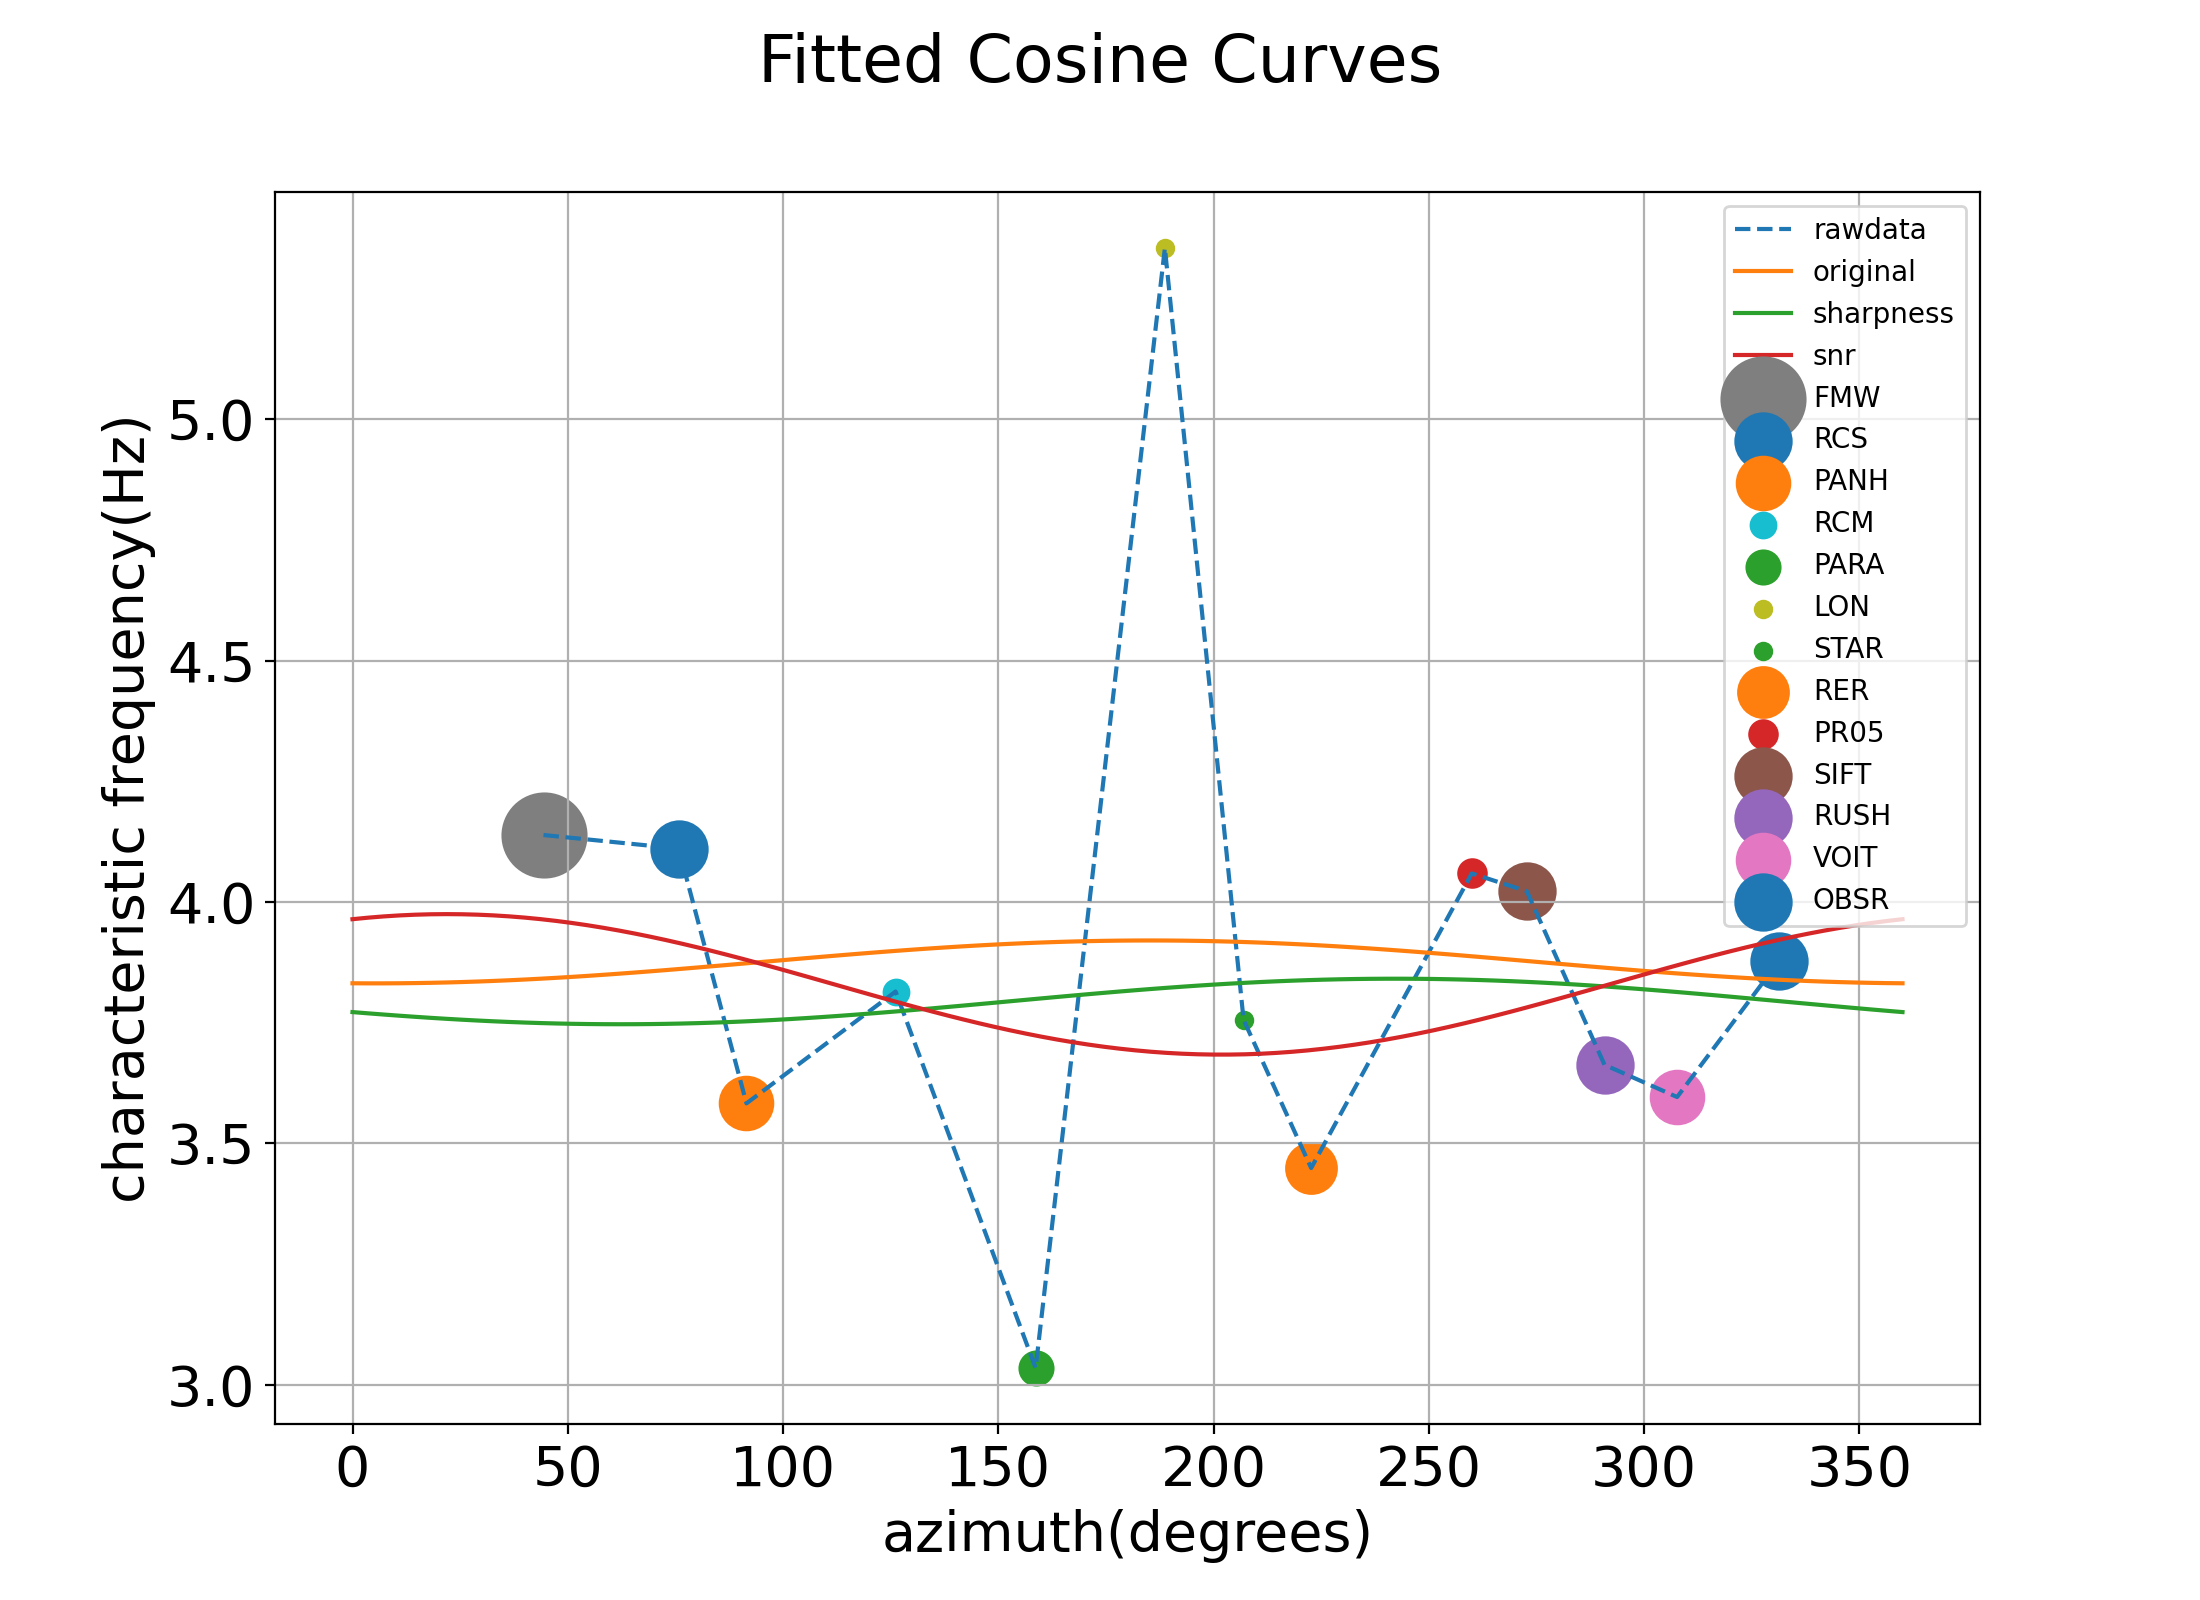 Fitted Cosine Curves
rawdata
original
sharpness
snr
FMW
RCS
PANH
RCM
PARA
LON
STAR
RER
PR05
SIFT
RUSH
VOIT
OBSR
characteristic frequency(Hz)
5.0
4.5
4.0
3.5
3.0
0 50 100 150 200 250 300 350
azimuth(degrees)